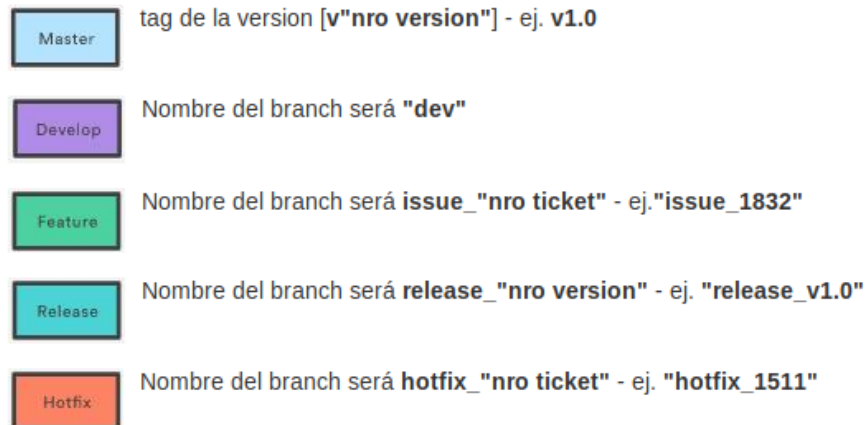 Master
tag de la version [v"nro version"] - ej. v1.0
Develop
Nombre del branch será "dev"
Feature
Nombre del branch será issue_"nro ticket" - ej."issue_1832"
Release
Nombre del branch será release_"nro version" - ej. "release_v1.0"
Hotfix
Nombre del branch será hotfix_"nro ticket" - ej. "hotfix_1511"